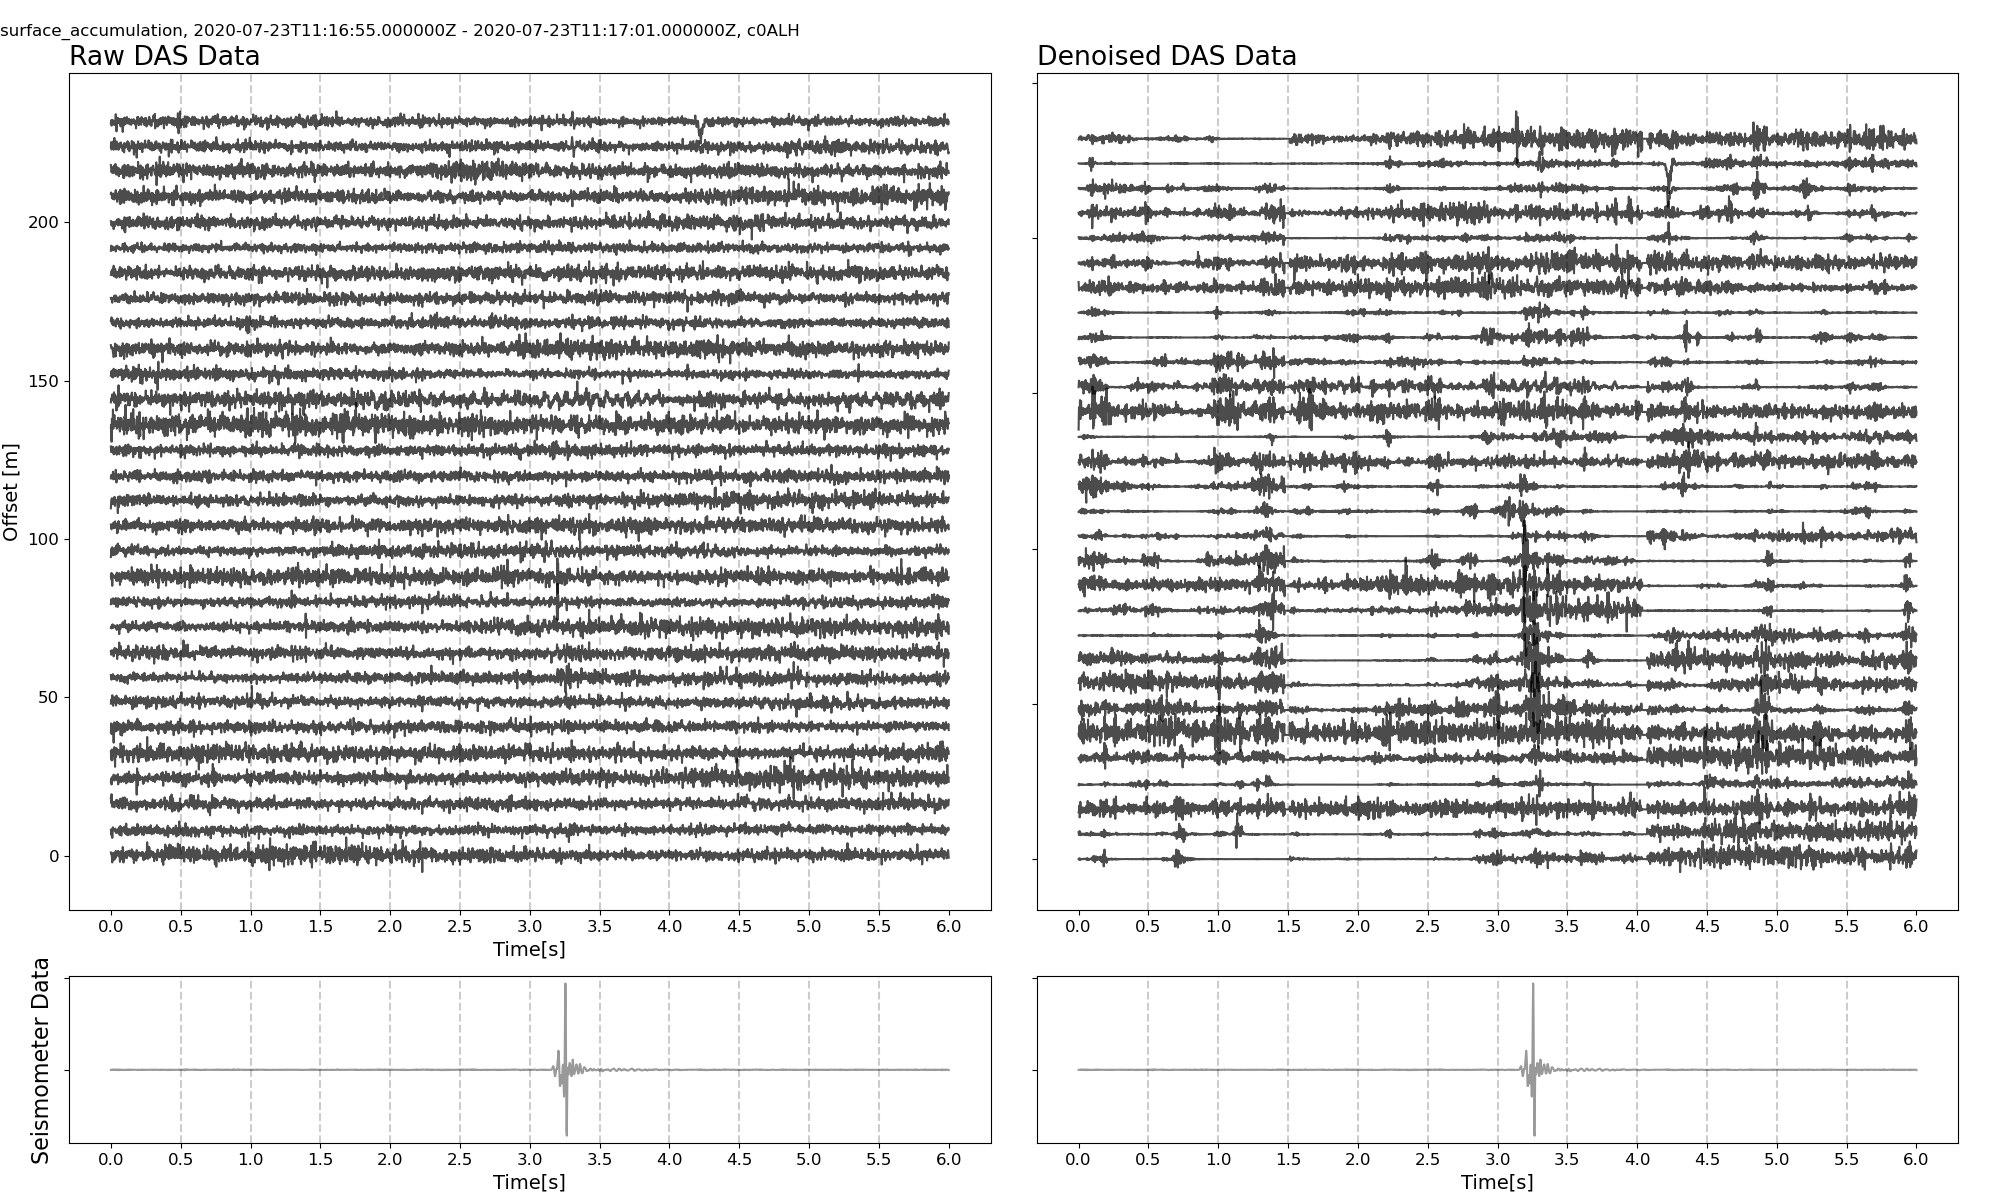 surface_accumulation, 2020-07-23T11:16:55.000000Z - 2020-07-23T11:17:01.000000Z, c0ALH
Raw DAS Data
Denoised DAS Data
Offset [m]
200
150
100
50
0
0.0 0.5 1.0 1.5 2.0 2.5 3.0 3.5 4.0 4.5 5.0 5.5 6.0
Time[s]
0.0 0.5 1.0 1.5 2.0 2.5 3.0 3.5 4.0 4.5 5.0 5.5 6.0
Seismometer Data
0.0 0.5 1.0 1.5 2.0 2.5 3.0 3.5 4.0 4.5 5.0 5.5 6.0
Time[s]
0.0 0.5 1.0 1.5 2.0 2.5 3.0 3.5 4.0 4.5 5.0 5.5 6.0
Time[s]